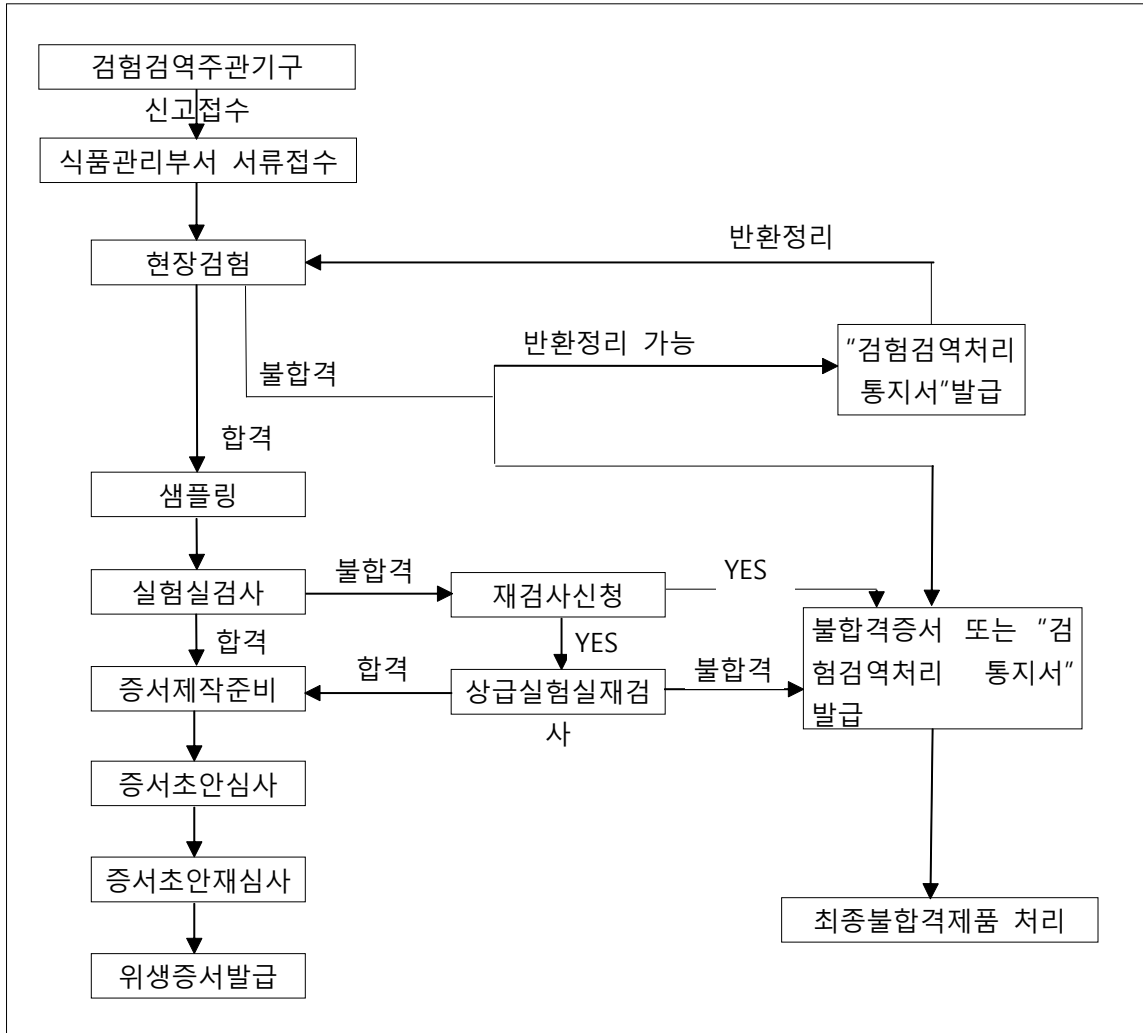 검험검역주관기구
신고접수
식품관리부서 서류접수
반환정리
현장검험
반환정리 가능
"검험검역처리
통지서"발급
불합격
합격
샘플링
불합격
YES
실험실검사
재검사신청
불합격증서 또는 "검
험검역처리 통지서"
발급
합격
YES
합격
불합격
증서제작준비
상급실험실재검
사
증서초안심사
증서초안재심사
최종불합격제품 처리
위생증서발급